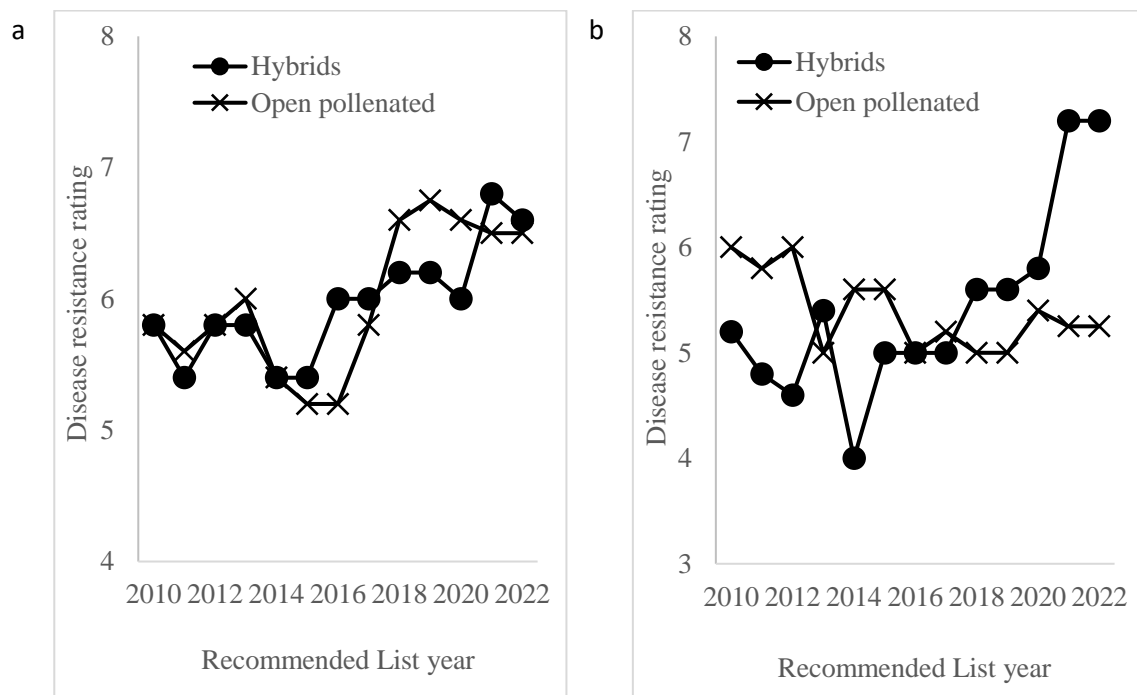 a
8
7
6
5
4
Disease resistance rating
Hybrids
Open pollenated
2010 2012 2014 2016 2018 2020 2022
Recommended List year
b
8
7
6
5
4
3
Disease resistance rating
Hybrids
Open pollenated
2010 2012 2014 2016 2018 2020 2022
Recommended List year